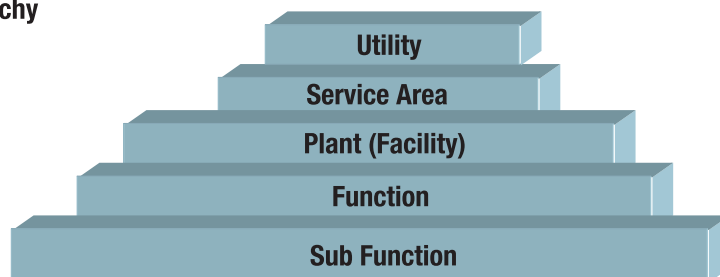 chy
Utility
Service Area
Plant (Facility)
Function
Sub Function